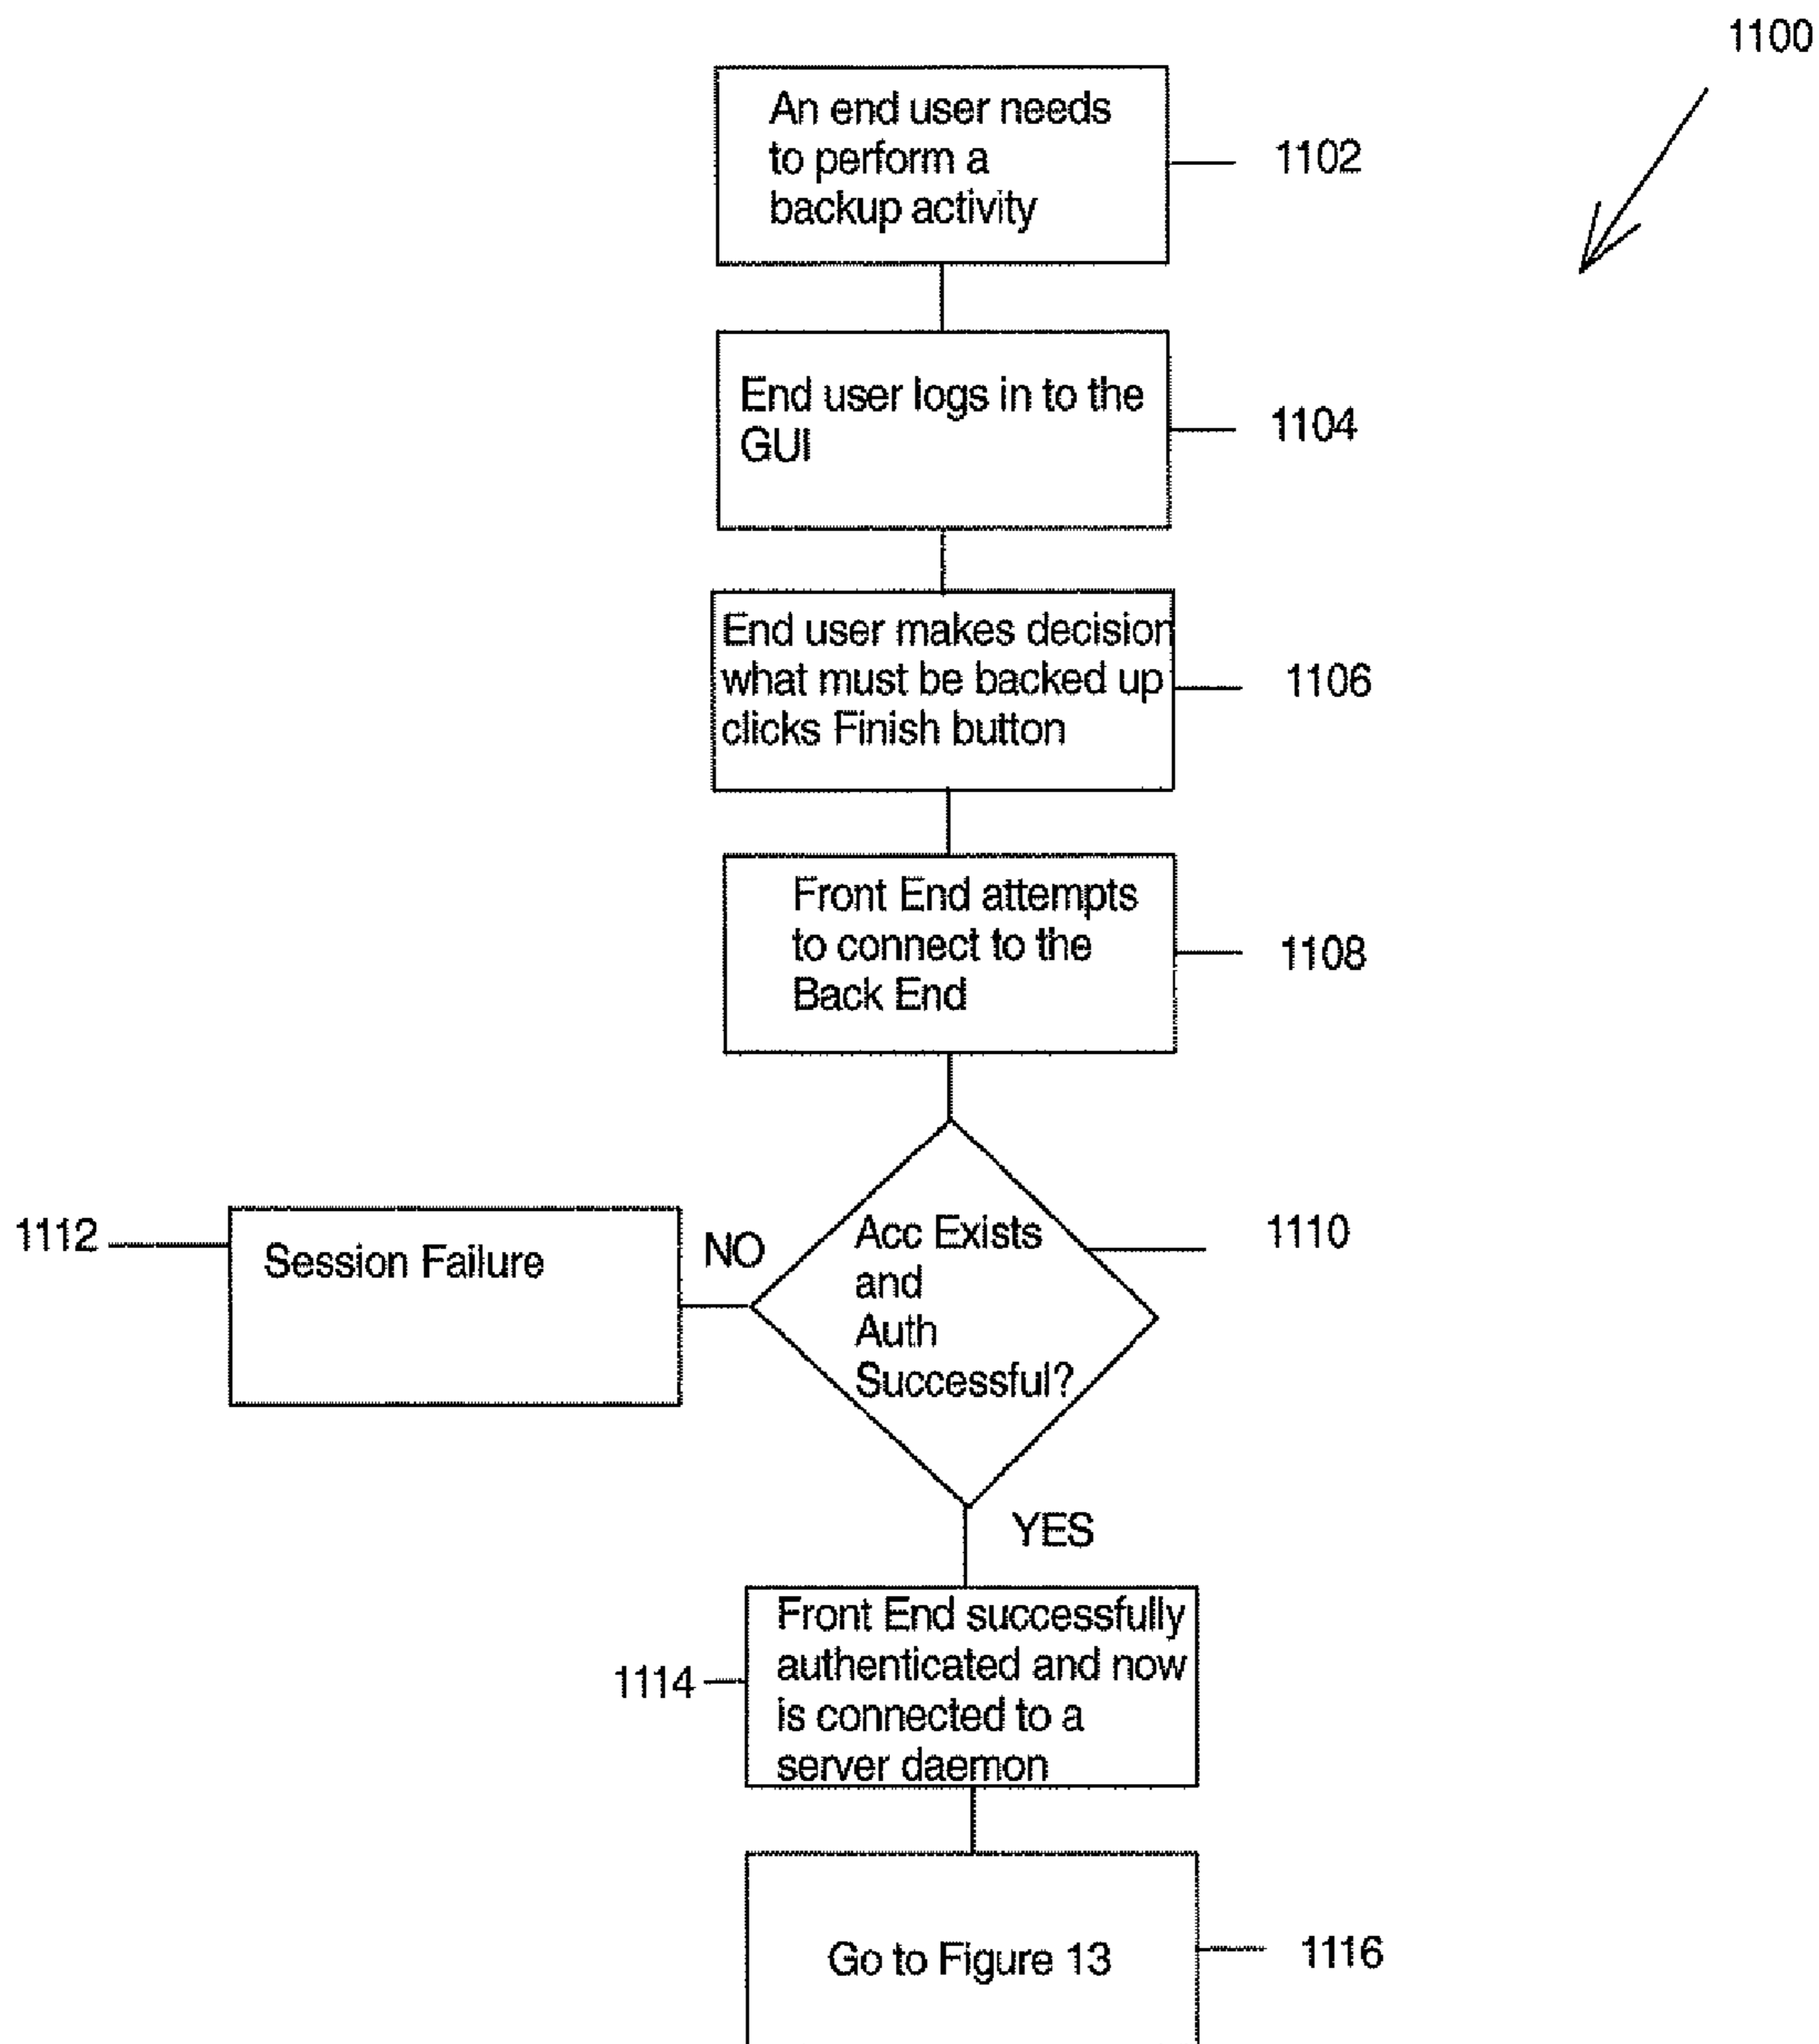 1100
An end user needs
to perform a
backup activity
1102
End user logs in to the
GUI
1104
End user makes decision
what must be backed up
clicks Finish button
1106
Front End attempts
to connect to the
Back End
1108
1112
Session Failure
NO
Acc Exists
and
Auth
Successful?
1110
YES
Front End successfully
authenticated and now
is connected to a
server daemon
1114
Go to Figure 13
1116